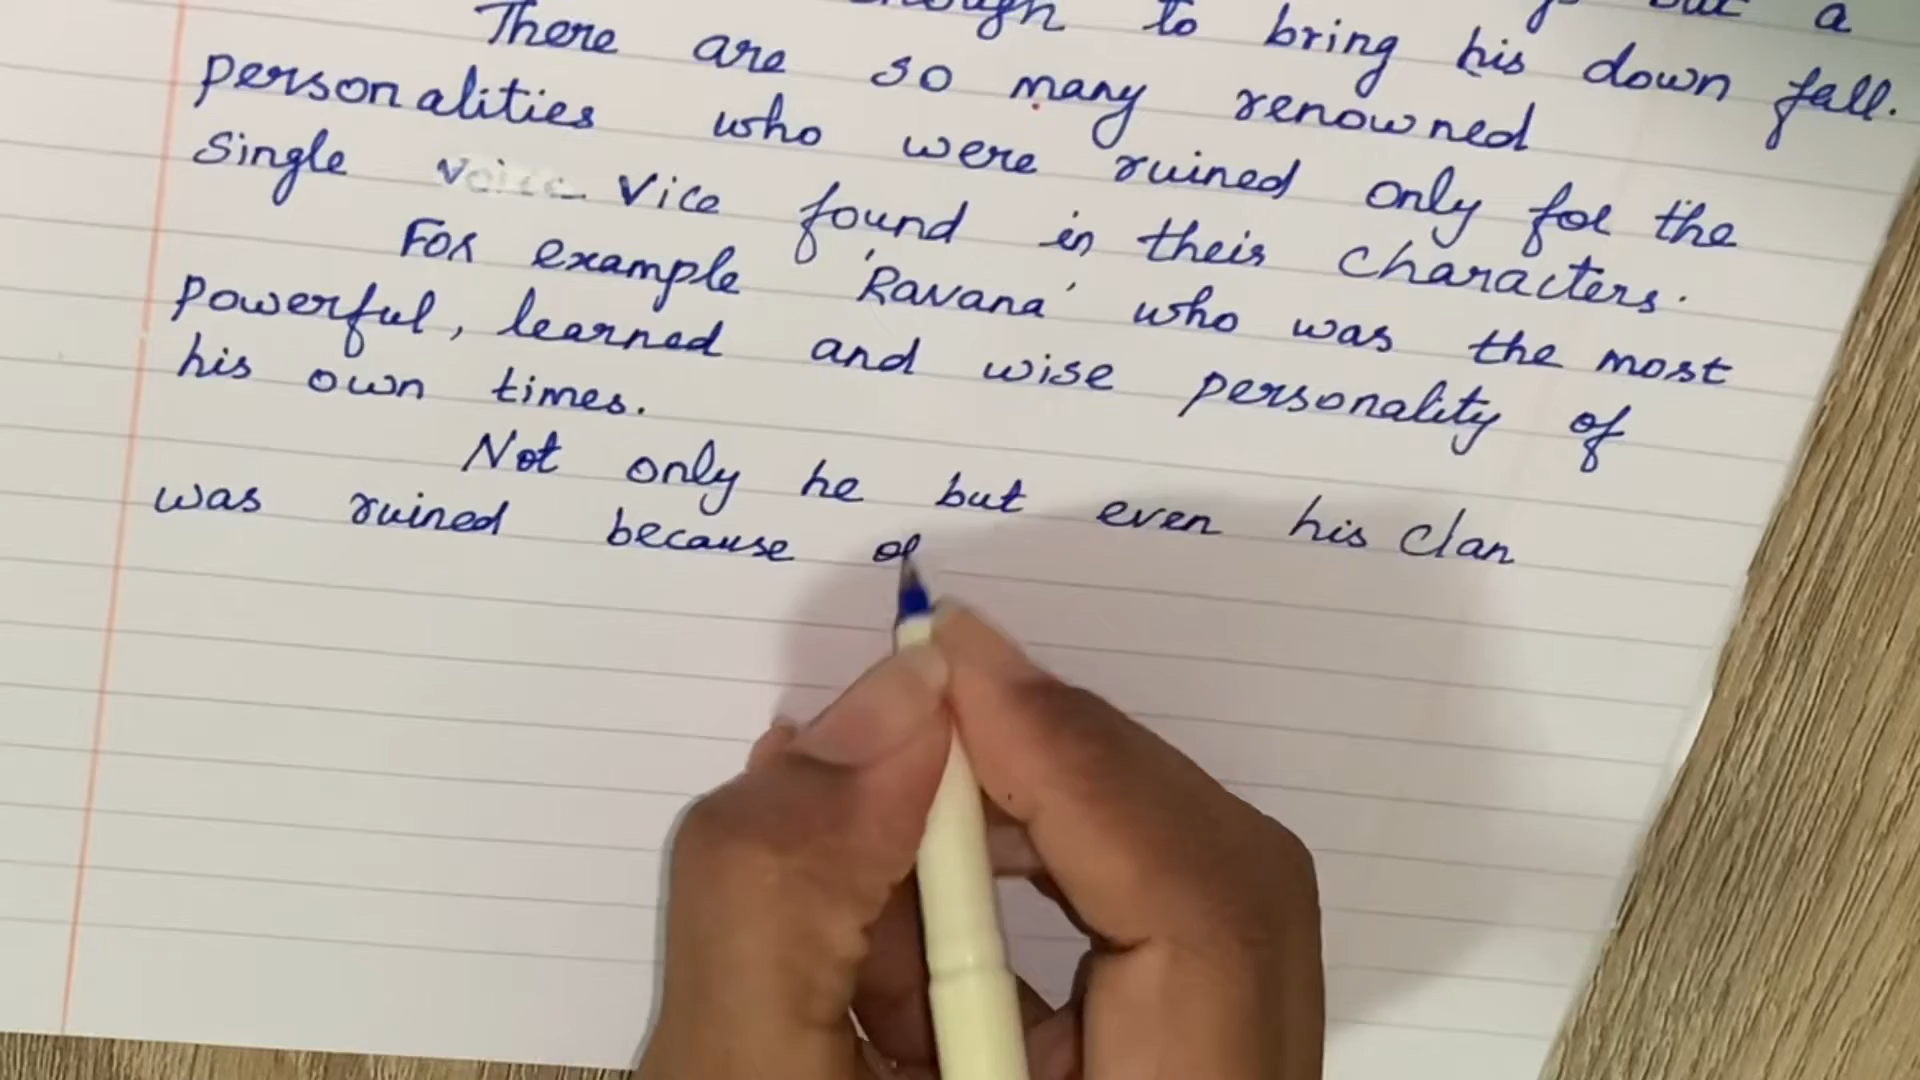 enough to bring his down fall.
There are so many renowned
personalities who were ruined only for the
single vice found in their characters.
For example 'Ravana' who was the most
powerful, learned and wise personality of
his own times.
Not only he but even his clan
was ruined because of